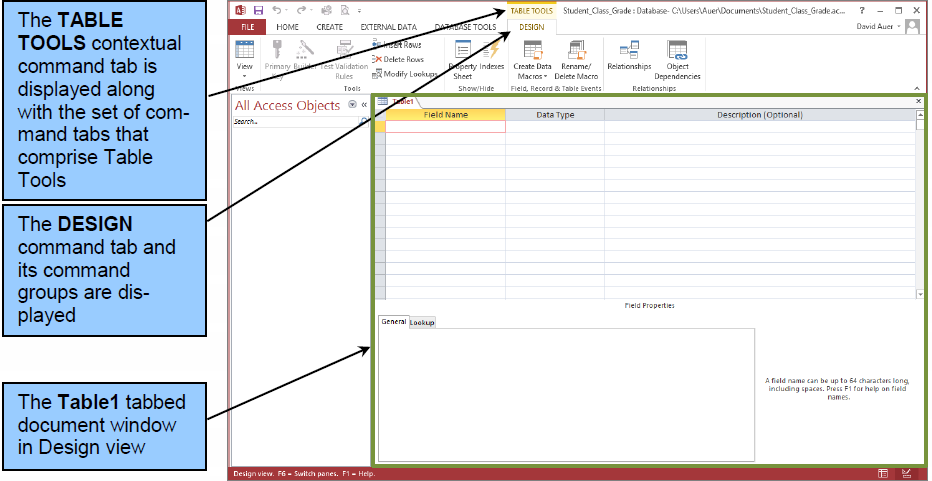 The TABLE
TOOLS contextual
command tab is
displayed along
with the set of com-
mand tabs that
comprise Table
Tools
The DESIGN
command tab and
its command
groups are dis-
played
The Table1 tabbed
document window
in Design view
TABLE TOOLS Student_Class_Grade : Database- C:\Users\Auer\Documents\Student_Class_Grade.ac... ?
FILE HOME CREATE EXTERNAL DATA DATABASE TOOLS DESIGN David Auer
View Primary Key Builder Test Validation Rules
Insert Rows
Delete Rows
Modify Lookups
Property Sheet Indexes Create Data Macros Rename/ Delete Macro Relationships Object Dependencies
Views Tools Show/Hide Field, Record & Table Events Relationships
All Access Objects
Search...
Table1
Field Name Data Type Description (Optional)
Field Properties
General Lookup
A field name can be up to 64 characters long,
including spaces. Press F1 for help on field
names.
Design view. F6 = Switch panes. F1 = Help.